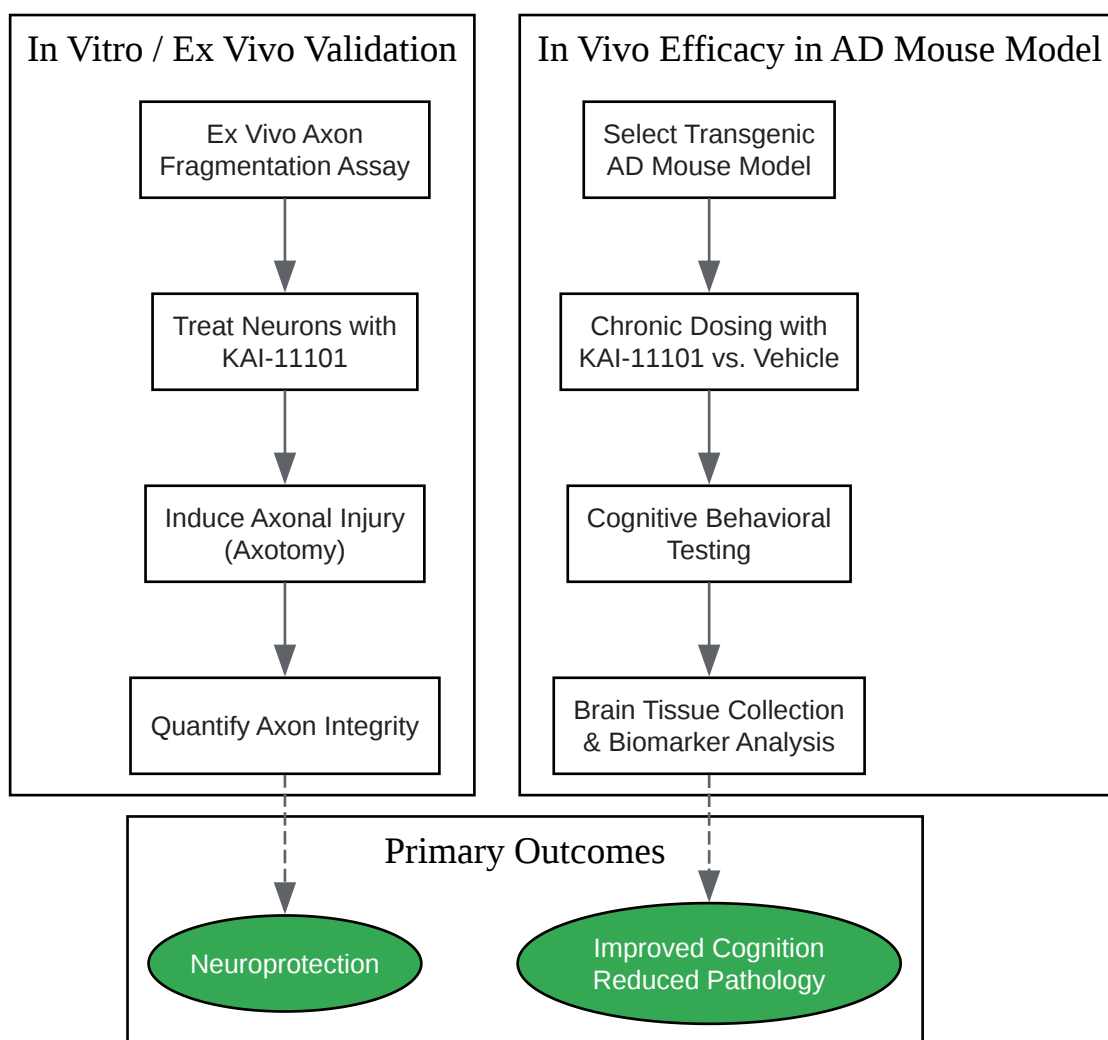 In Vitro / Ex Vivo Validation
Ex Vivo Axon
Fragmentation Assay
Treat Neurons with
KAI-11101
Induce Axonal Injury
(Axotomy)
Quantify Axon Integrity
In Vivo Efficacy in AD Mouse Model
Select Transgenic
AD Mouse Model
Chronic Dosing with
KAI-11101 vs. Vehicle
Cognitive Behavioral
Testing
Brain Tissue Collection
& Biomarker Analysis
Primary Outcomes
Neuroprotection
Improved Cognition
Reduced Pathology